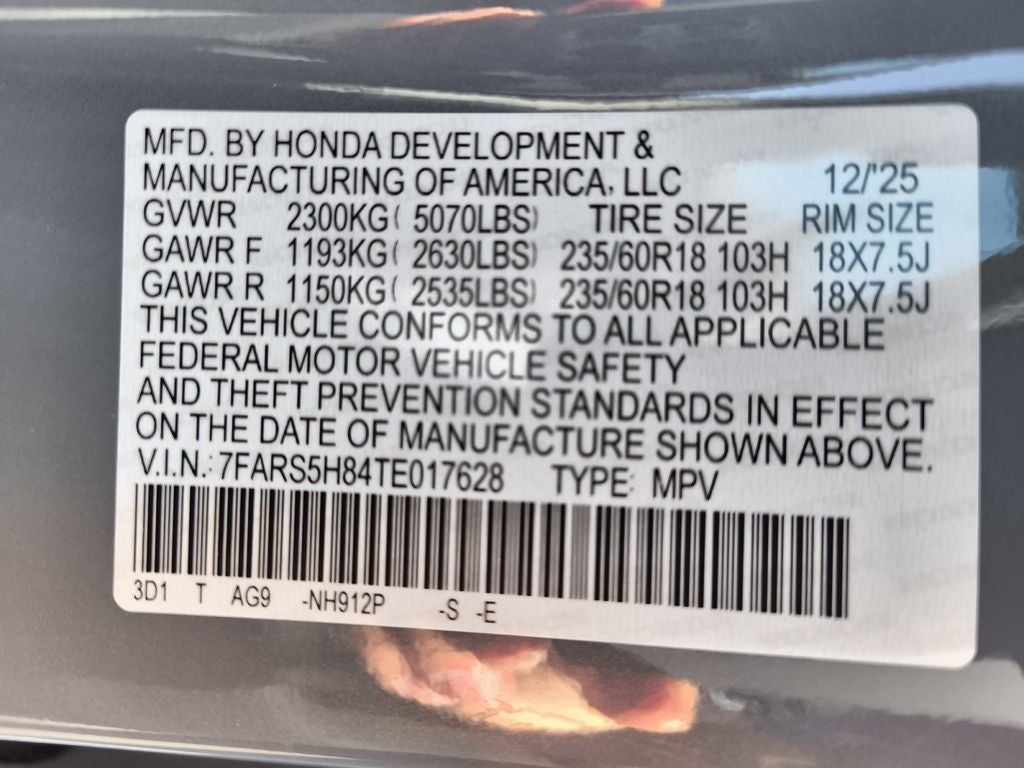 MFD. BY HONDA DEVELOPMENT &
MANUFACTURING OF AMERICA, LLC 12/'25
GVWR 2300KG( 5070LBS) TIRE SIZE RIM SIZE
GAWR F 1193KG( 2630LBS) 235/60R18 103H 18X7.5J
GAWR R 1150KG( 2535LBS) 235/60R18 103H 18X7.5J
THIS VEHICLE CONFORMS TO ALL APPLICABLE
FEDERAL MOTOR VEHICLE SAFETY
AND THEFT PREVENTION STANDARDS IN EFFECT
ON THE DATE OF MANUFACTURE SHOWN ABOVE.
V.I.N.: 7FARS5H84TE017628 TYPE: MPV
3D1 T AG9 -NH912P -S -E